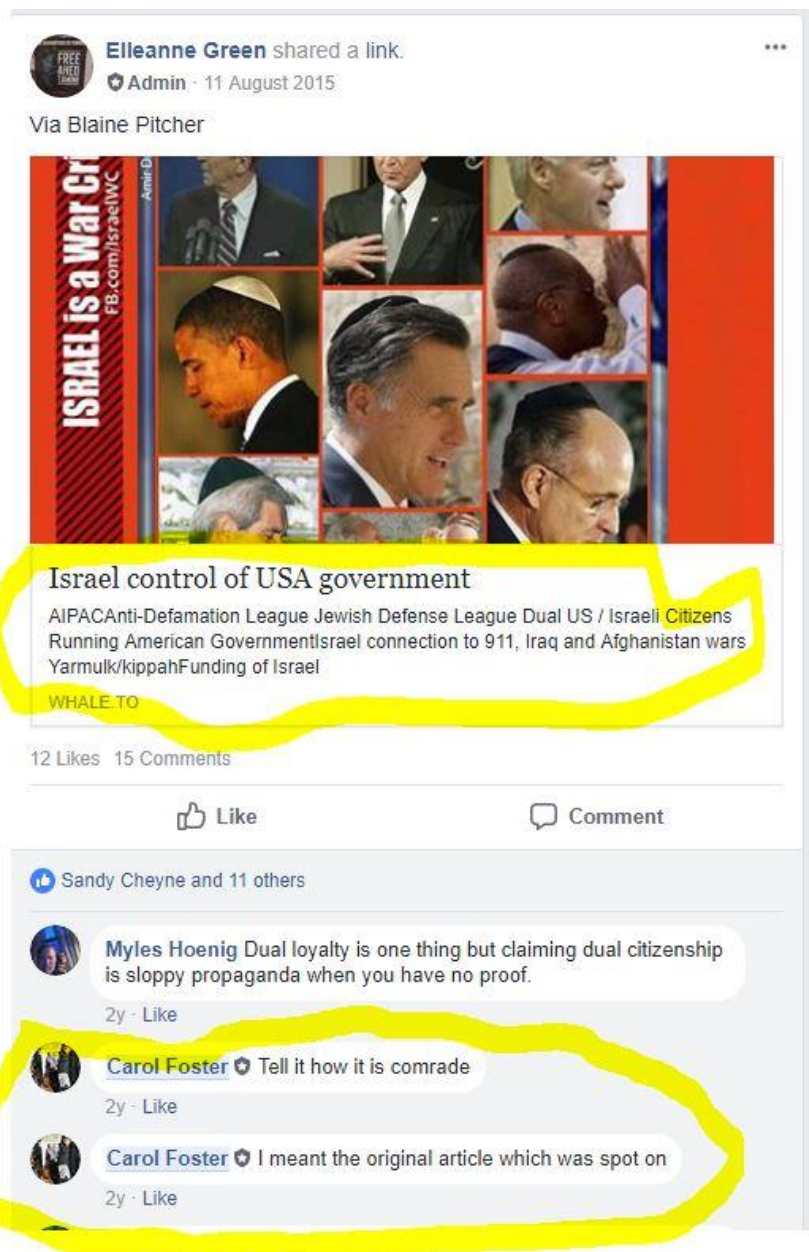 FREE
AHED
Elleanne Green shared a link.
Admin · 11 August 2015
Via Blaine Pitcher
ISRAEL is a War Cri
FB.com/IsraelWC
Amir D
Israel control of USA government
AIPACAnti-Defamation League Jewish Defense League Dual US / Israeli Citizens
Running American GovernmentIsrael connection to 911, Iraq and Afghanistan wars
Yarmulk/kippahFunding of Israel
WHALE.TO
12 Likes 15 Comments
Like Comment
Sandy Cheyne and 11 others
Myles Hoenig Dual loyalty is one thing but claiming dual citizenship
is sloppy propaganda when you have no proof.
2y · Like
Carol Foster Tell it how it is comrade
2y · Like
Carol Foster I meant the original article which was spot on
2y · Like